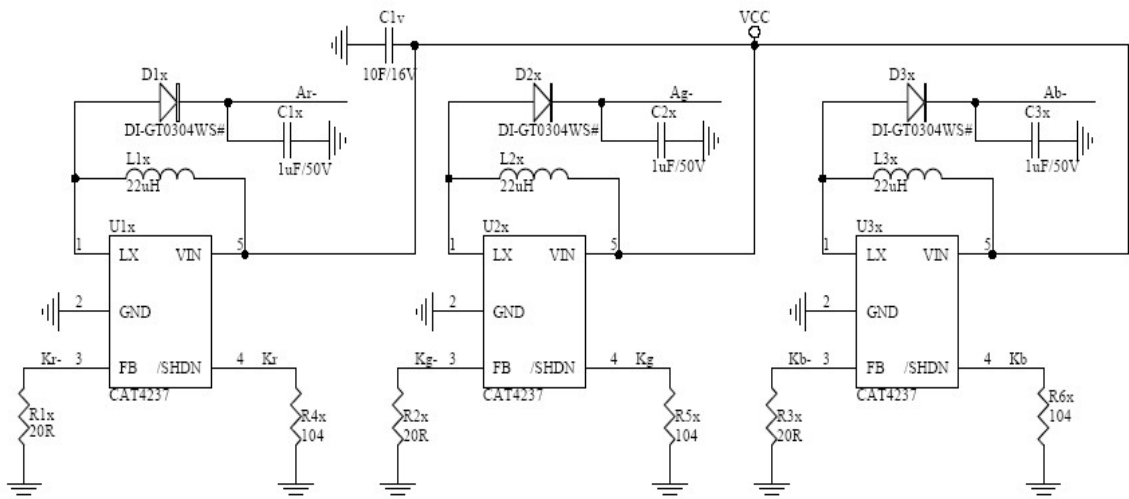 C1v
VCC
10F/16V
D1x
Ar-
C1x
DI-GT0304WS#
1uF/50V
L1x
22uH
U1x
1
5
LX
VIN
2
GND
Kr-
3
FB
/SHDN
4
Kr
CAT4237
R1x
20R
R4x
104
D2x
Ag-
C2x
DI-GT0304WS#
1uF/50V
L2x
22uH
U2x
1
5
LX
VIN
2
GND
Kg-
3
FB
/SHDN
4
Kg
CAT4237
R2x
20R
R5x
104
D3x
Ab-
C3x
DI-GT0304WS#
1uF/50V
L3x
22uH
U3x
1
5
LX
VIN
2
GND
Kb-
3
FB
/SHDN
4
Kb
CAT4237
R3x
20R
R6x
104